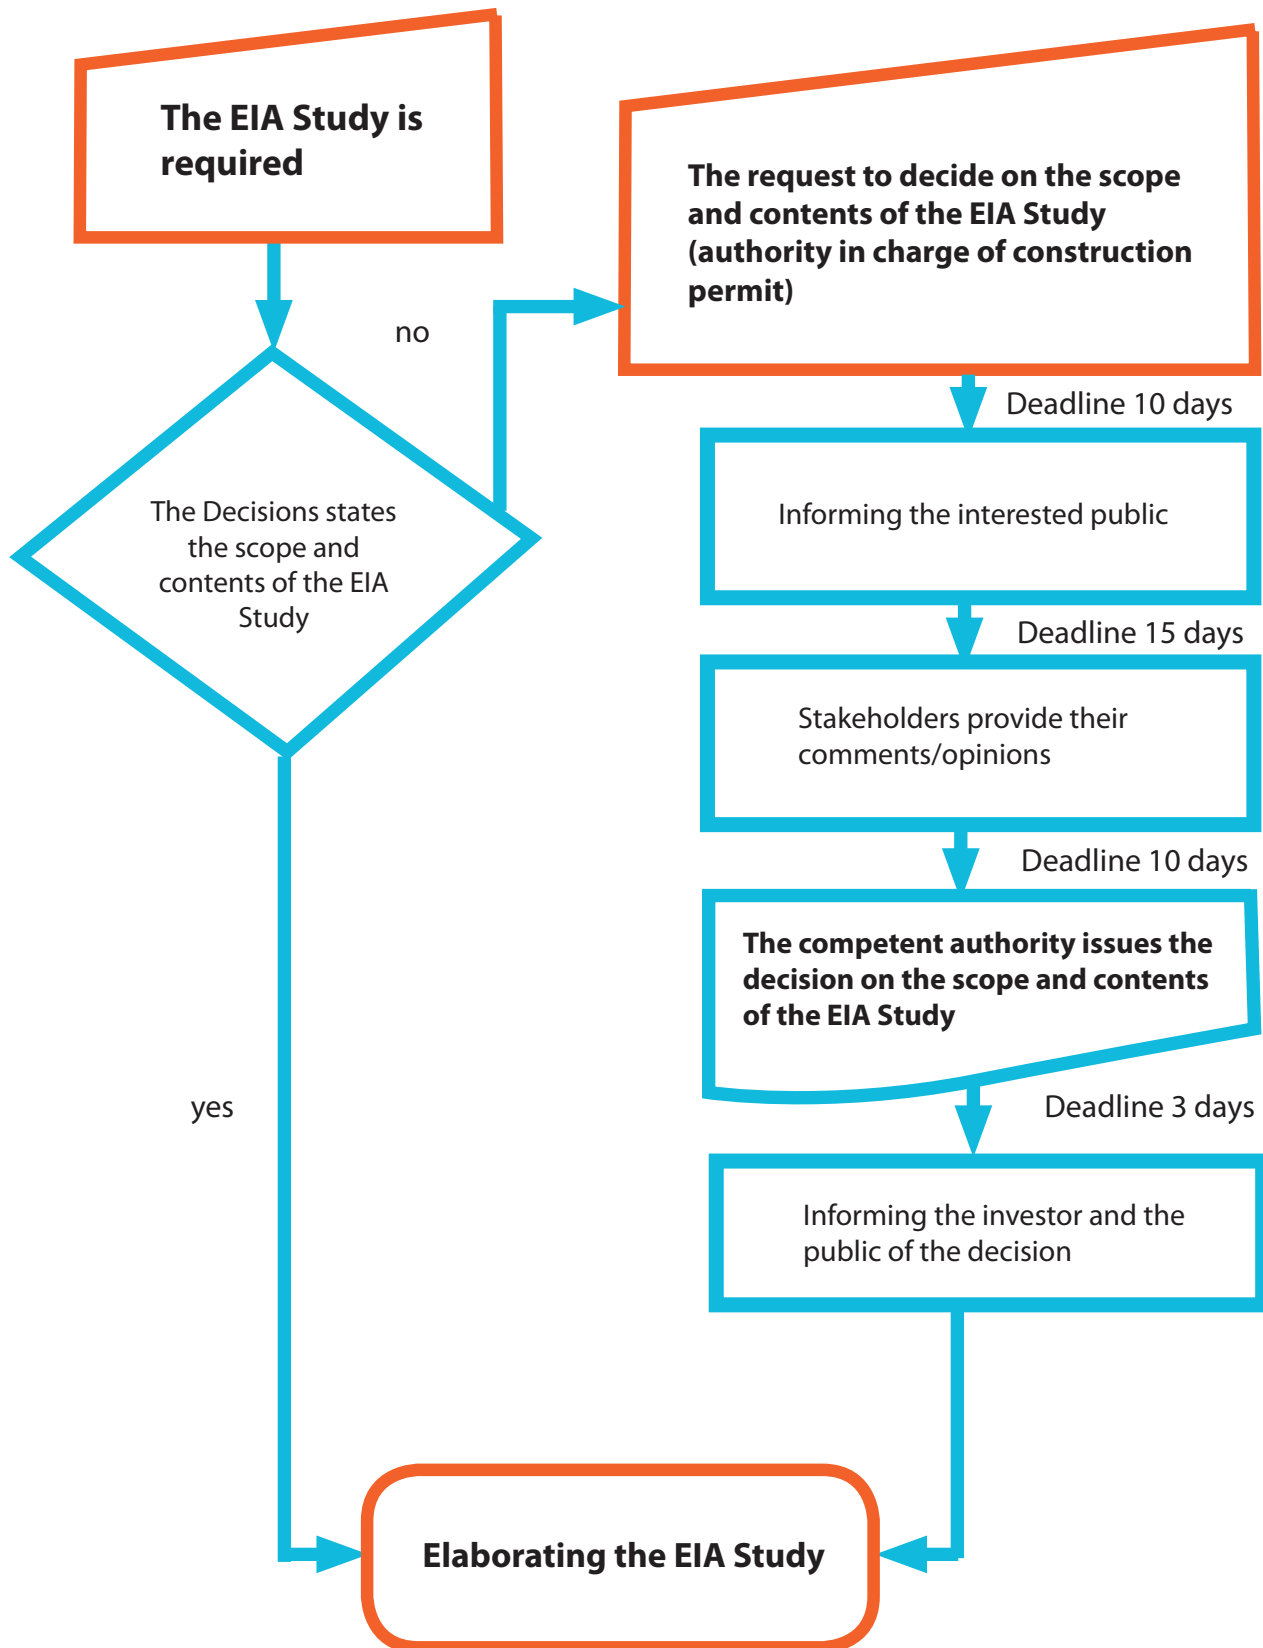 The EIA Study is
required
no
The Decisions states
the scope and
contents of the EIA
Study
yes
The request to decide on the scope
and contents of the EIA Study
(authority in charge of construction
permit)
Deadline 10 days
Informing the interested public
Deadline 15 days
Stakeholders provide their
comments/opinions
Deadline 10 days
The competent authority issues the
decision on the scope and contents
of the EIA Study
Deadline 3 days
Informing the investor and the
public of the decision
Elaborating the EIA Study